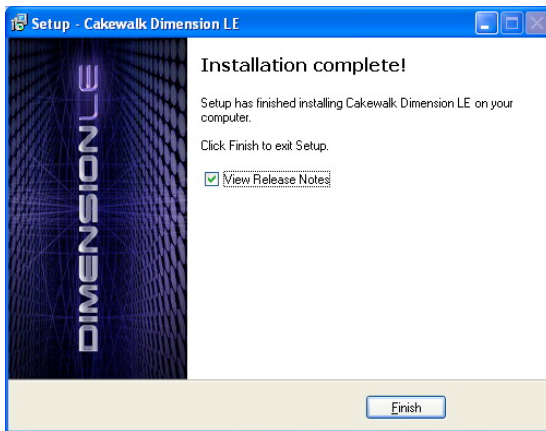 Setup - Cakewalk Dimension LE
DIMENSION LE
Installation complete!
Setup has finished installing Cakewalk Dimension LE on your
computer.
Click Finish to exit Setup.
View Release Notes
Finish